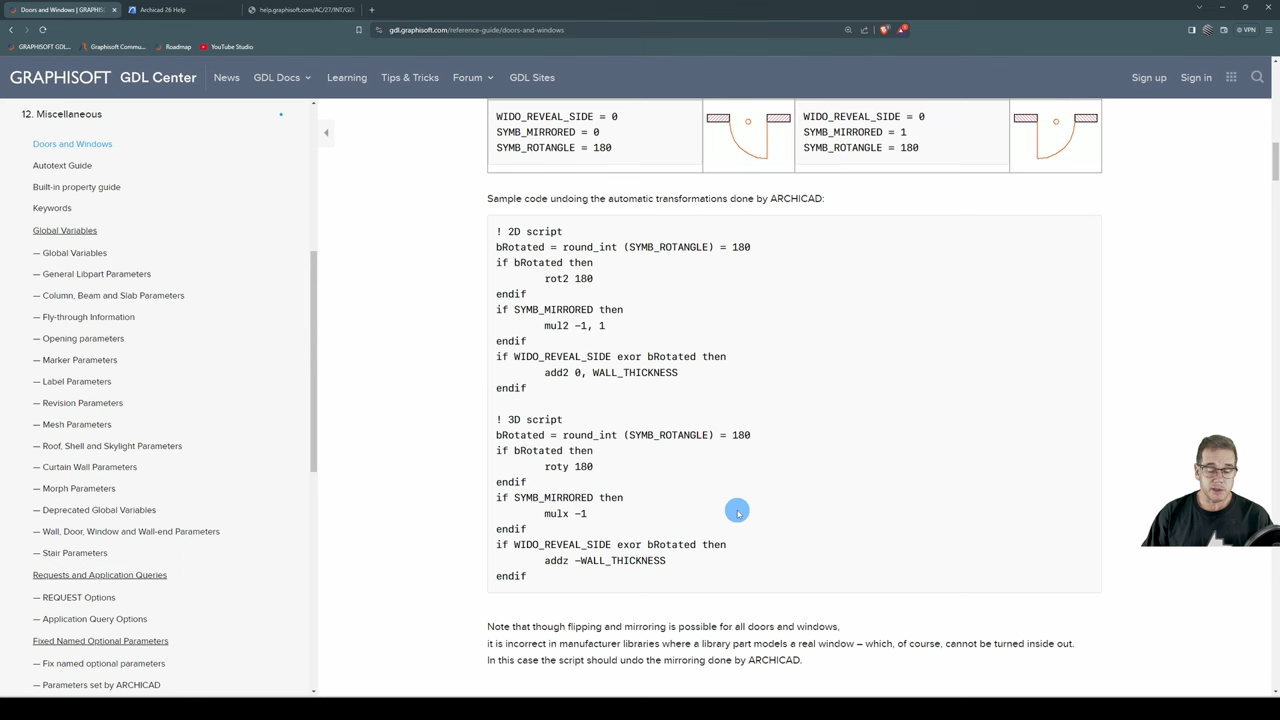 Doors and Windows | GRAPHIS
Archicad 26 Help
help.graphisoft.com/AC/27/INT/GDL
gdl.graphisoft.com/reference-guide/doors-and-windows
VPN
GRAPHISOFT GDL...
Graphisoft Commu...
Roadmap
YouTube Studio
GRAPHISOFT GDL Center
News
GDL Docs
Learning
Tips & Tricks
Forum
GDL Sites
Sign up
Sign in
12. Miscellaneous
Doors and Windows
Autotext Guide
Built-in property guide
Keywords
Global Variables
— Global Variables
— General Libpart Parameters
— Column, Beam and Slab Parameters
— Fly-through Information
— Opening parameters
— Marker Parameters
— Label Parameters
— Revision Parameters
— Mesh Parameters
— Roof, Shell and Skylight Parameters
— Curtain Wall Parameters
— Morph Parameters
— Deprecated Global Variables
— Wall, Door, Window and Wall-end Parameters
— Stair Parameters
Requests and Application Queries
— REQUEST Options
— Application Query Options
Fixed Named Optional Parameters
— Fix named optional parameters
— Parameters set by ARCHICAD
WIDO_REVEAL_SIDE = 0
SYMB_MIRRORED = 0
SYMB_ROTANGLE = 180
WIDO_REVEAL_SIDE = 0
SYMB_MIRRORED = 1
SYMB_ROTANGLE = 180
Sample code undoing the automatic transformations done by ARCHICAD:
! 2D script
bRotated = round_int (SYMB_ROTANGLE) = 180
if bRotated then
rot2 180
endif
if SYMB_MIRRORED then
mul2 -1, 1
endif
if WIDO_REVEAL_SIDE exor bRotated then
add2 0, WALL_THICKNESS
endif
! 3D script
bRotated = round_int (SYMB_ROTANGLE) = 180
if bRotated then
roty 180
endif
if SYMB_MIRRORED then
mulx -1
endif
if WIDO_REVEAL_SIDE exor bRotated then
addz -WALL_THICKNESS
endif
Note that though flipping and mirroring is possible for all doors and windows,
it is incorrect in manufacturer libraries where a library part models a real window – which, of course, cannot be turned inside out.
In this case the script should undo the mirroring done by ARCHICAD.